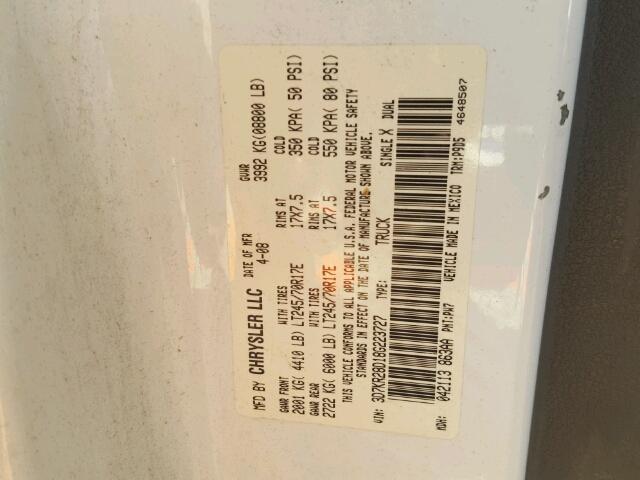 MFD BY CHRYSLER LLC DATE OF MFR 4-08 GVWR 3992 KG(08800 LB)
GAWR FRONT WITH TIRES RIMS AT COLD
2001 KG( 4410 LB) LT245/70R17E 17X7.5 350 KPA( 50 PSI)
GAWR REAR WITH TIRES RIMS AT COLD
2722 KG( 6000 LB) LT245/70R17E 17X7.5 550 KPA( 80 PSI)
THIS VEHICLE CONFORMS TO ALL APPLICABLE U.S.A. FEDERAL MOTOR VEHICLE SAFETY
STANDARDS IN EFFECT ON THE DATE OF MANUFACTURE SHOWN ABOVE.
VIN: 3D7KR28D18G223727 TYPE: TRUCK SINGLE X DUAL
MDH: 042113 863AA PNT:PW7 VEHICLE MADE IN MEXICO TRM:P9D5 4648507